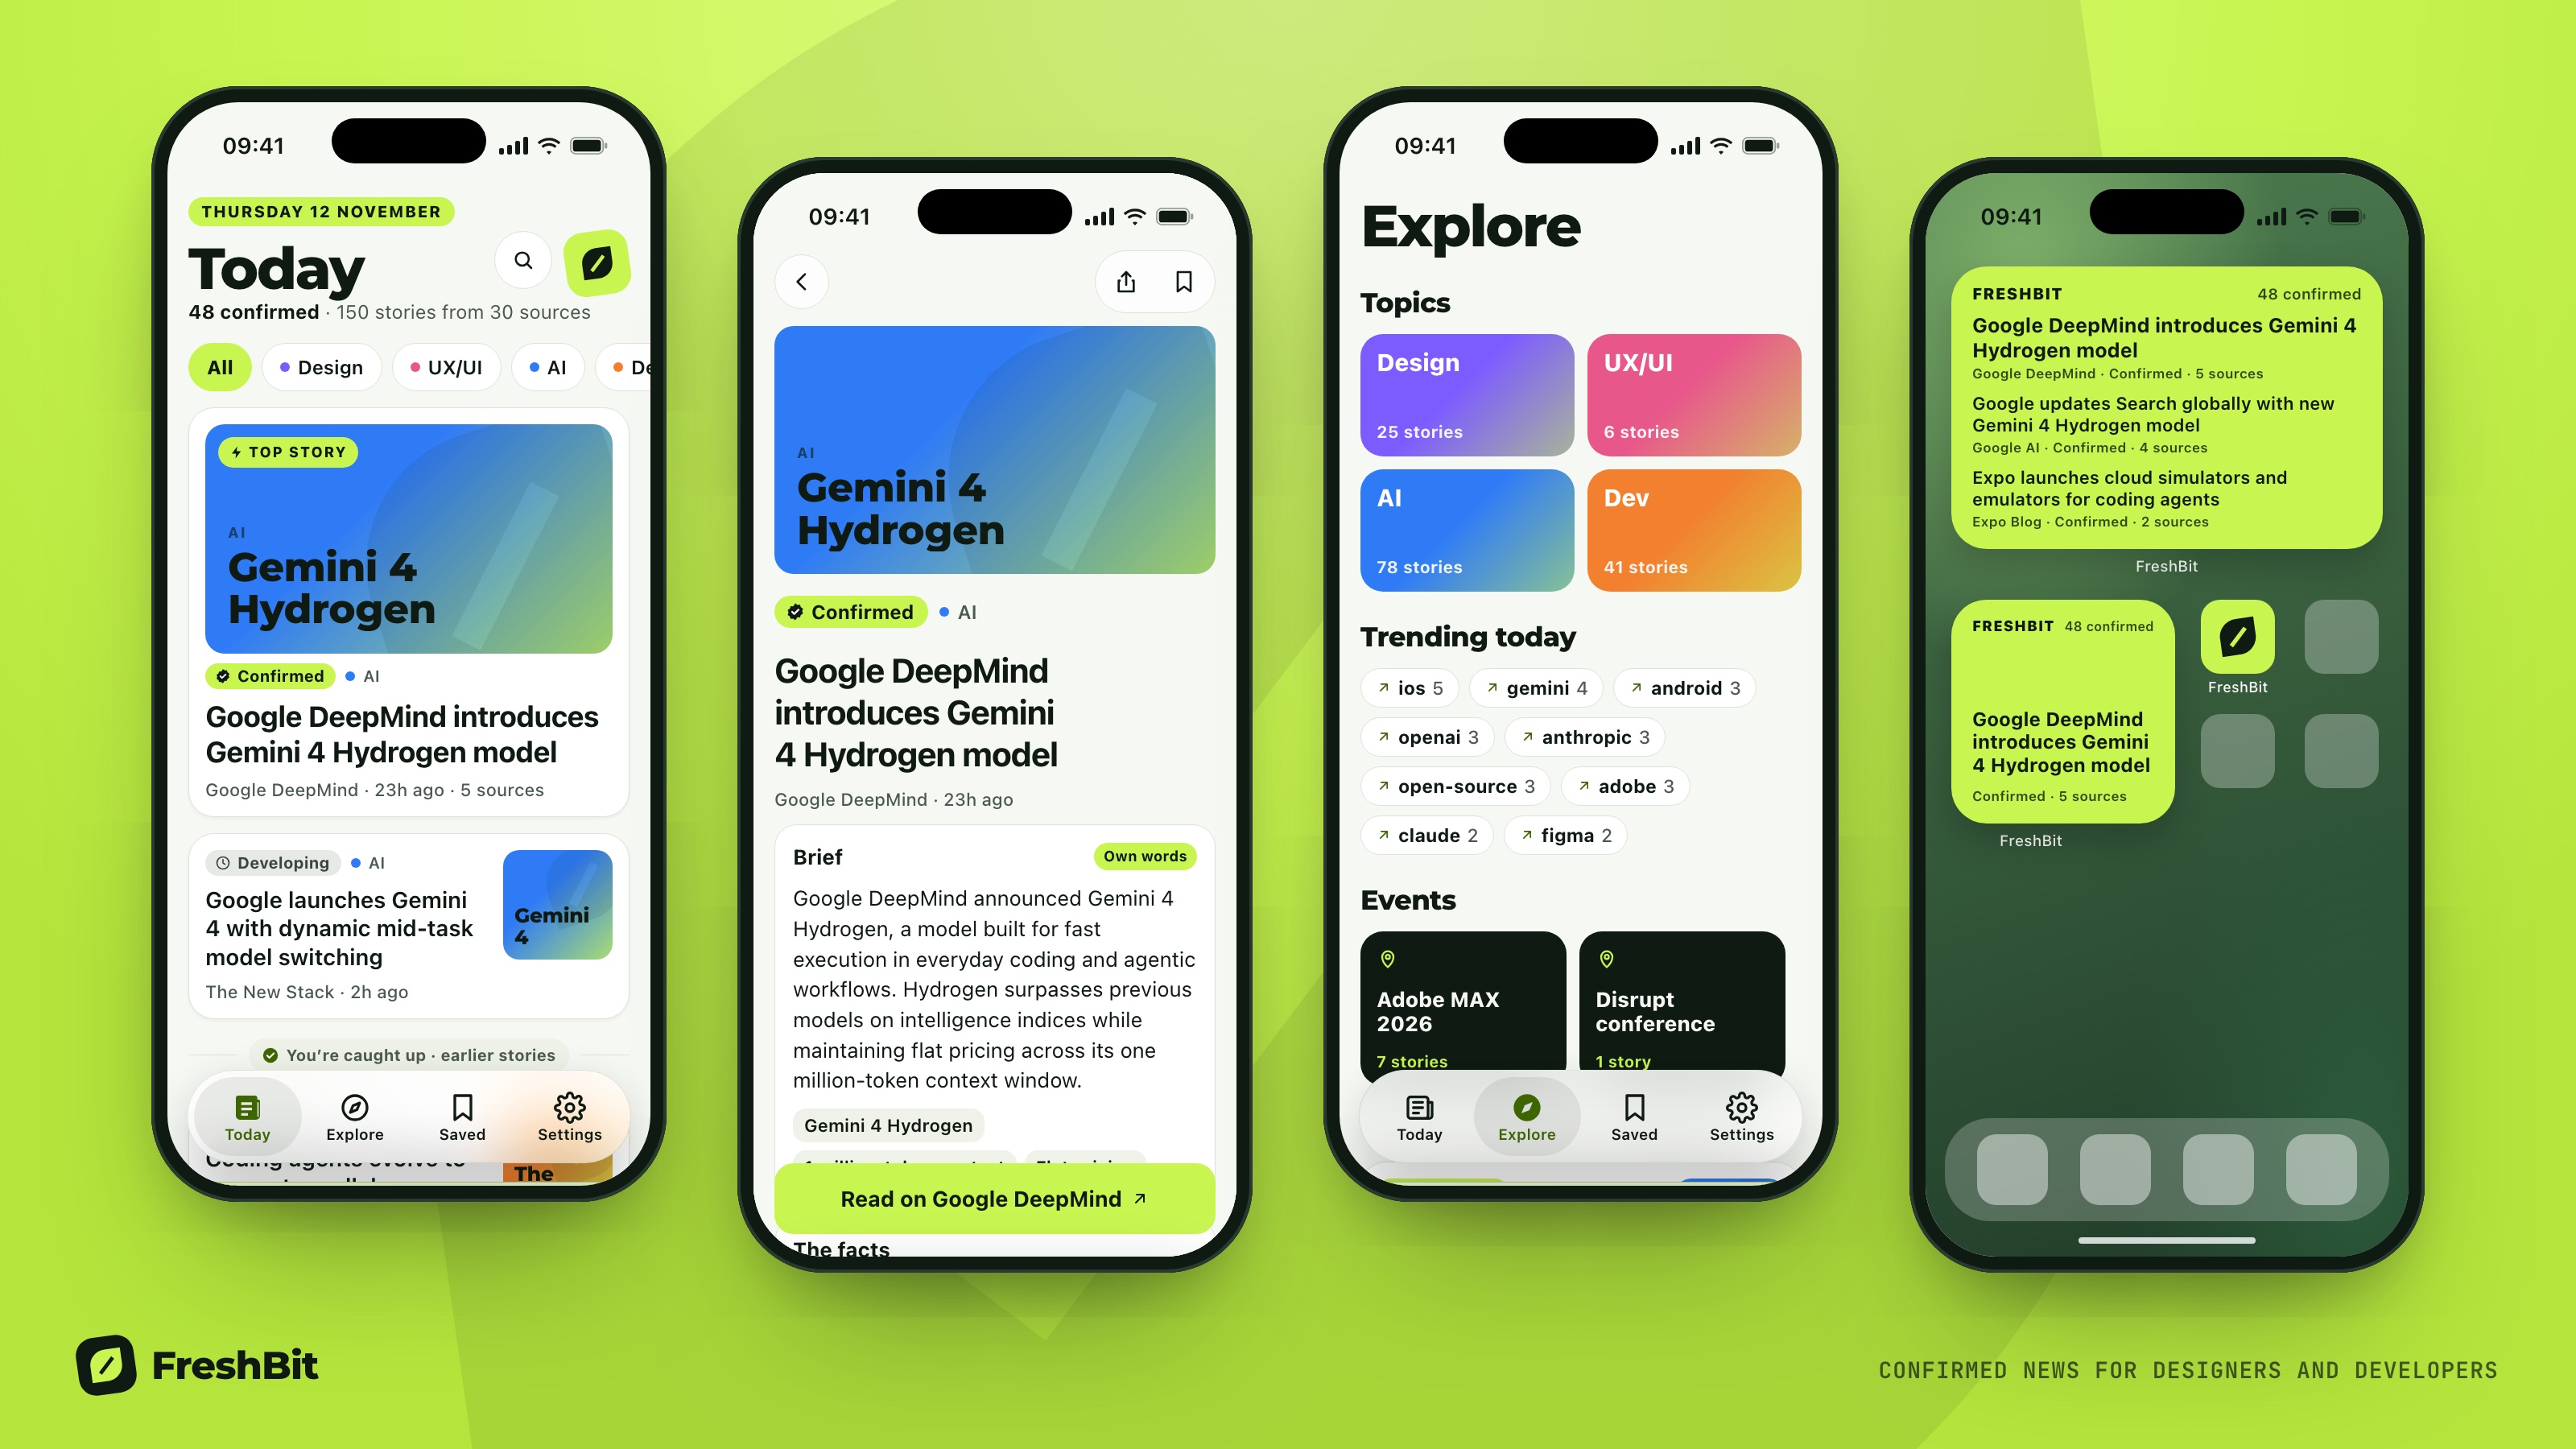 09:41
THURSDAY 12 NOVEMBER
Today
48 confirmed · 150 stories from 30 sources
All
Design
UX/UI
AI
TOP STORY
AI
Gemini 4
Hydrogen
Confirmed
AI
Google DeepMind introduces
Gemini 4 Hydrogen model
Google DeepMind · 23h ago · 5 sources
Developing
AI
Google launches Gemini
4 with dynamic mid-task
model switching
The New Stack · 2h ago
Gemini
4
You're caught up · earlier stories
Today
Explore
Saved
Settings
The
09:41
AI
Gemini 4
Hydrogen
Confirmed
AI
Google DeepMind
introduces Gemini
4 Hydrogen model
Google DeepMind · 23h ago
Brief
Own words
Google DeepMind announced Gemini 4
Hydrogen, a model built for fast
execution in everyday coding and agentic
workflows. Hydrogen surpasses previous
models on intelligence indices while
maintaining flat pricing across its one
million-token context window.
Gemini 4 Hydrogen
Read on Google DeepMind
The facts
09:41
Explore
Topics
Design
25 stories
UX/UI
6 stories
AI
78 stories
Dev
41 stories
Trending today
ios 5
gemini 4
android 3
openai 3
anthropic 3
open-source 3
adobe 3
claude 2
figma 2
Events
Adobe MAX
2026
7 stories
Disrupt
conference
1 story
Today
Explore
Saved
Settings
09:41
FRESHBIT
48 confirmed
Google DeepMind introduces Gemini 4
Hydrogen model
Google DeepMind · Confirmed · 5 sources
Google updates Search globally with new
Gemini 4 Hydrogen model
Google AI · Confirmed · 4 sources
Expo launches cloud simulators and
emulators for coding agents
Expo Blog · Confirmed · 2 sources
FreshBit
FRESHBIT 48 confirmed
Google DeepMind
introduces Gemini
4 Hydrogen model
Confirmed · 5 sources
FreshBit
FreshBit
FreshBit
CONFIRMED NEWS FOR DESIGNERS AND DEVELOPERS